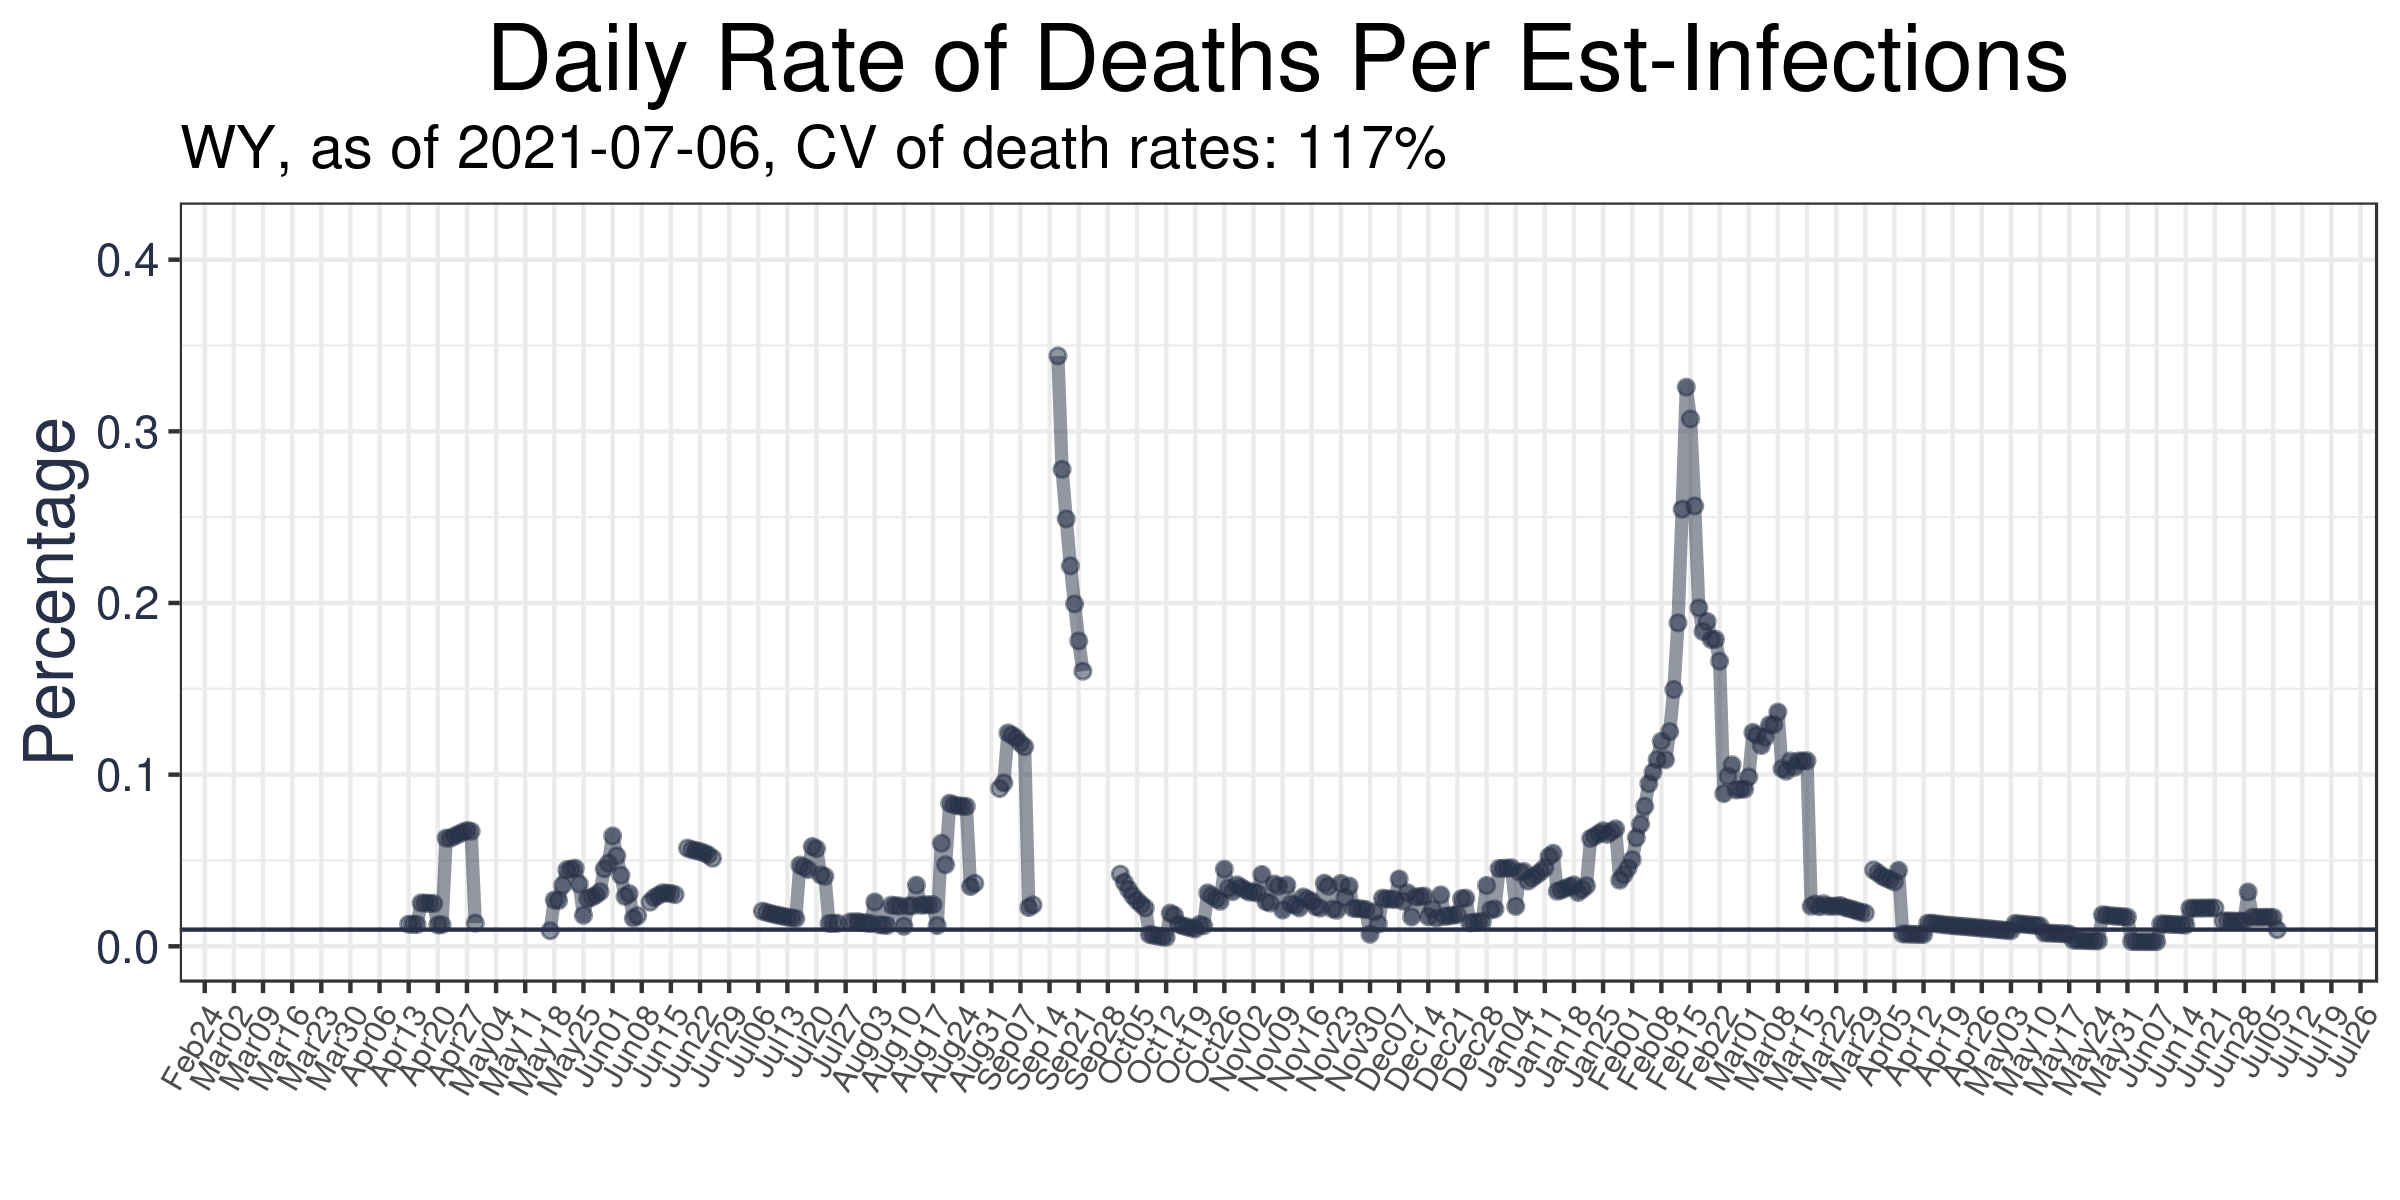 Daily Rate of Deaths Per Est-Infections
WY, as of 2021-07-06, CV of death rates: 117%
Percentage
0.4
0.3
0.2
0.1
0.0
Feb24
Mar02
Mar09
Mar16
Mar23
Mar30
Apr06
Apr13
Apr20
Apr27
May04
May11
May18
May25
Jun01
Jun08
Jun15
Jun22
Jun29
Jul06
Jul13
Jul20
Jul27
Aug03
Aug10
Aug17
Aug24
Aug31
Sep07
Sep14
Sep21
Sep28
Oct05
Oct12
Oct19
Oct26
Nov02
Nov09
Nov16
Nov23
Nov30
Dec07
Dec14
Dec21
Dec28
Jan04
Jan11
Jan18
Jan25
Feb01
Feb08
Feb15
Feb22
Mar01
Mar08
Mar15
Mar22
Mar29
Apr05
Apr12
Apr19
Apr26
May03
May10
May17
May24
May31
Jun07
Jun14
Jun21
Jun28
Jul05
Jul12
Jul19
Jul26